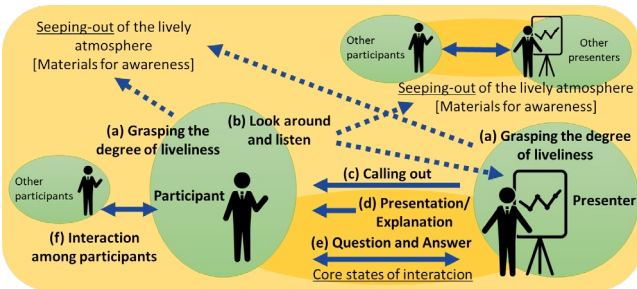 Seeping-out of the lively
atmosphere
[Materials for awareness]
Other
participants
Other
presenters
Seeping-out of the lively atmosphere
[Materials for awareness]
(a) Grasping the
degree of liveliness
(b) Look around
and listen
(a) Grasping the degree
of liveliness
Other
participants
Participant
(c) Calling out
(d) Presentation/
Explanation
Presenter
(f) Interaction
among participants
(e) Question and Answer
Core states of interatcion